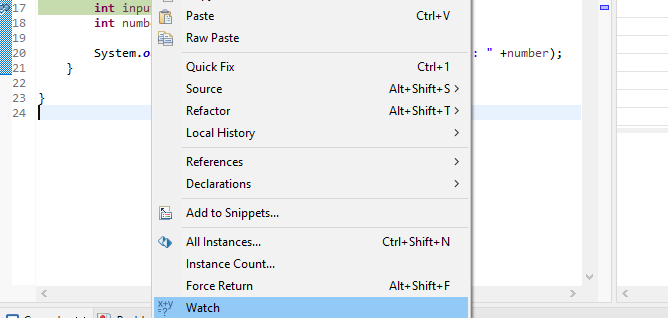 17 int inpu
Paste Ctrl+V
18 int numb
Raw Paste
19
20 System.o : " +number);
21 }
Quick Fix Ctrl+1
22
Source Alt+Shift+S >
23 }
Refactor Alt+Shift+T >
24
Local History >
References >
Declarations >
Add to Snippets...
All Instances... Ctrl+Shift+N
Instance Count...
Force Return Alt+Shift+F
x+y
=?
Watch